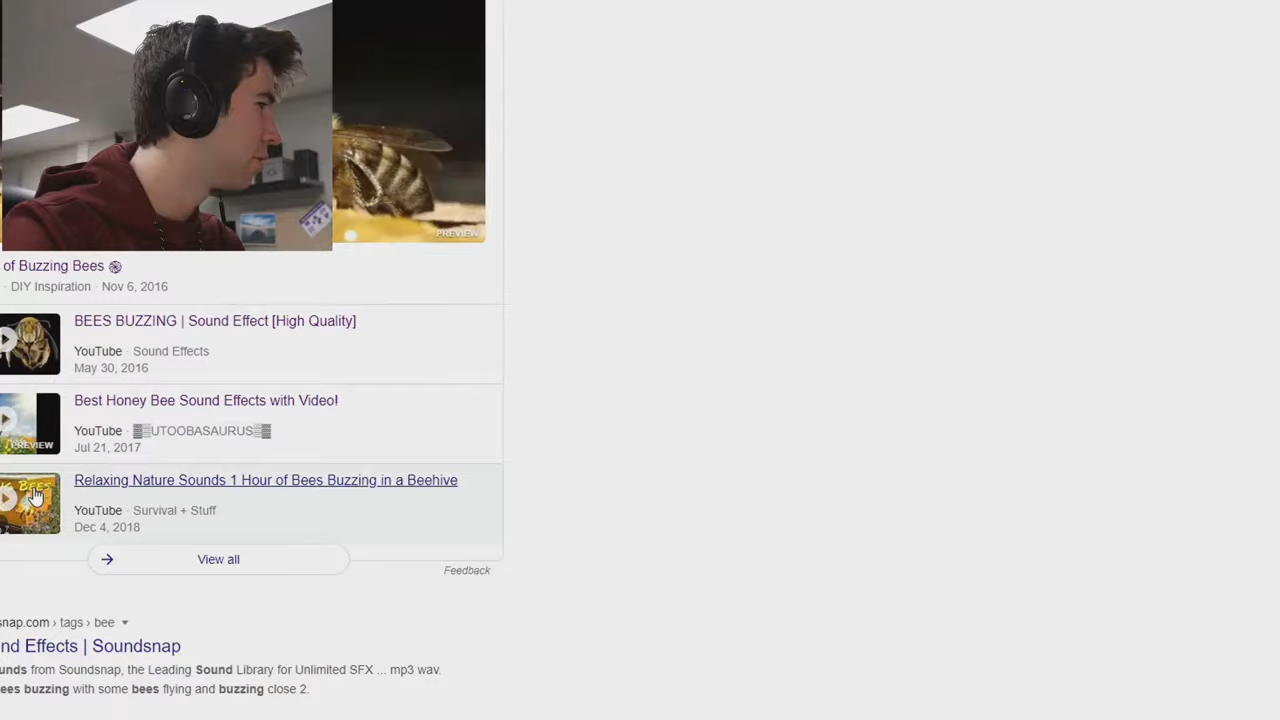 PREVIEW
of Buzzing Bees
· DIY Inspiration · Nov 6, 2016
BEES BUZZING | Sound Effect [High Quality]
YouTube · Sound Effects
May 30, 2016
Best Honey Bee Sound Effects with Video!
YouTube · ▓▒UTOOBASAURUS▒▓
PREVIEW
Jul 21, 2017
BEES
Relaxing Nature Sounds 1 Hour of Bees Buzzing in a Beehive
YouTube · Survival + Stuff
Dec 4, 2018
View all
Feedback
snap.com › tags › bee
nd Effects | Soundsnap
unds from Soundsnap, the Leading Sound Library for Unlimited SFX ... mp3 wav.
ees buzzing with some bees flying and buzzing close 2.